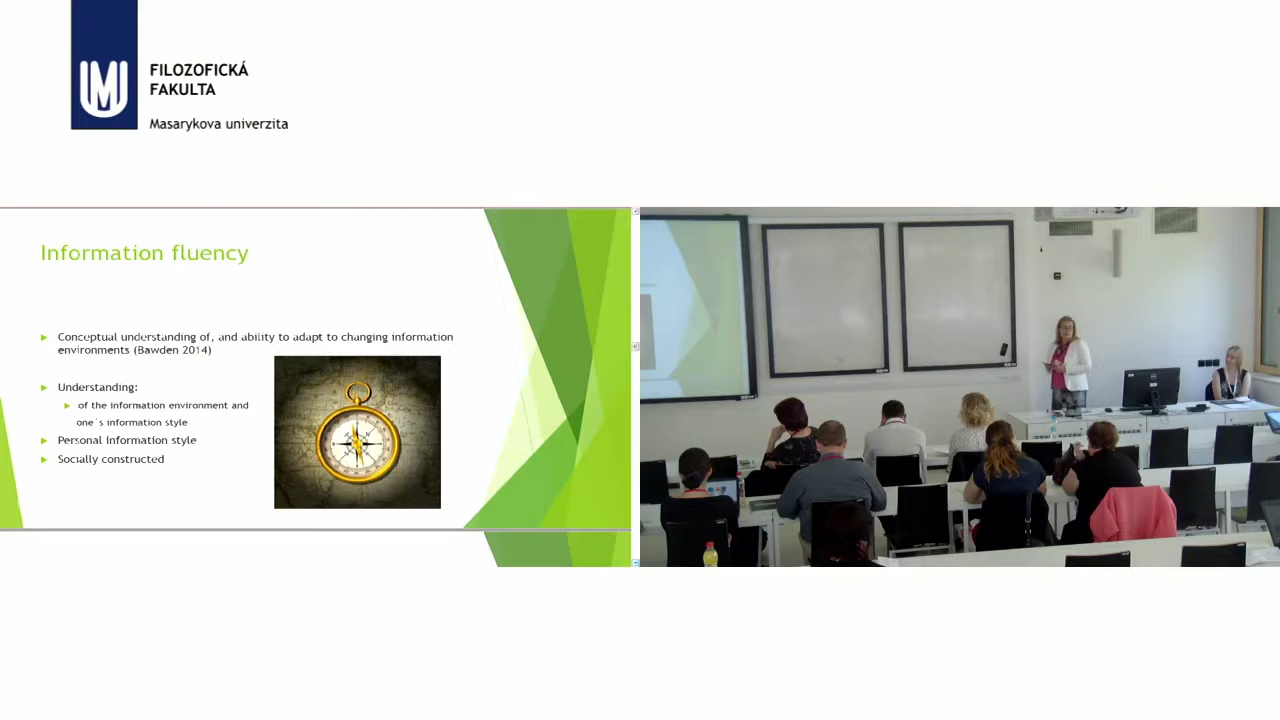 FILOZOFICKÁ
FAKULTA
Masarykova univerzita
Information fluency
Conceptual understanding of, and ability to adapt to changing information
environments (Bawden 2014)
Understanding:
of the information environment and
one´s information style
Personal information style
Socially constructed